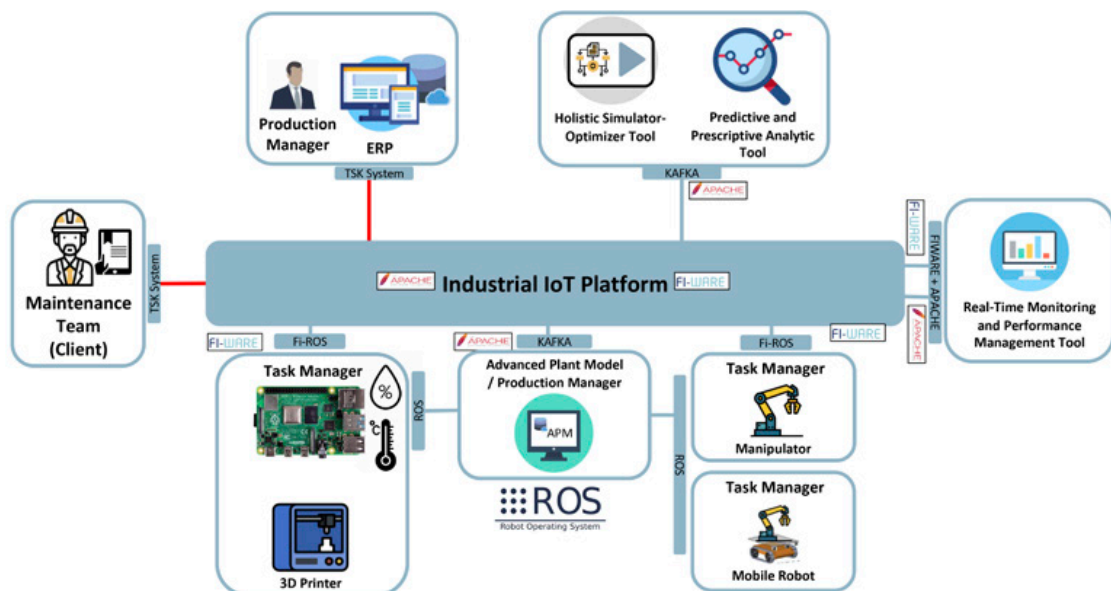 Production
Manager
ERP
TSK System
Holistic Simulator-
Optimizer Tool
Predictive and
Prescriptive Analytic
Tool
KAFKA
APACHE
Maintenance
Team
(Client)
TSK System
APACHE
Industrial IoT Platform
FI-WARE
FI-WARE
FIWARE + APACHE
APACHE
Real-Time Monitoring
and Performance
Management Tool
FI-WARE
Fi-ROS
APACHE
KAFKA
Fi-ROS
FI-WARE
Task Manager
%
°C
3D Printer
ROS
Advanced Plant Model
/ Production Manager
APM
ROS
Robot Operating System
ROS
Task Manager
Manipulator
Task Manager
Mobile Robot